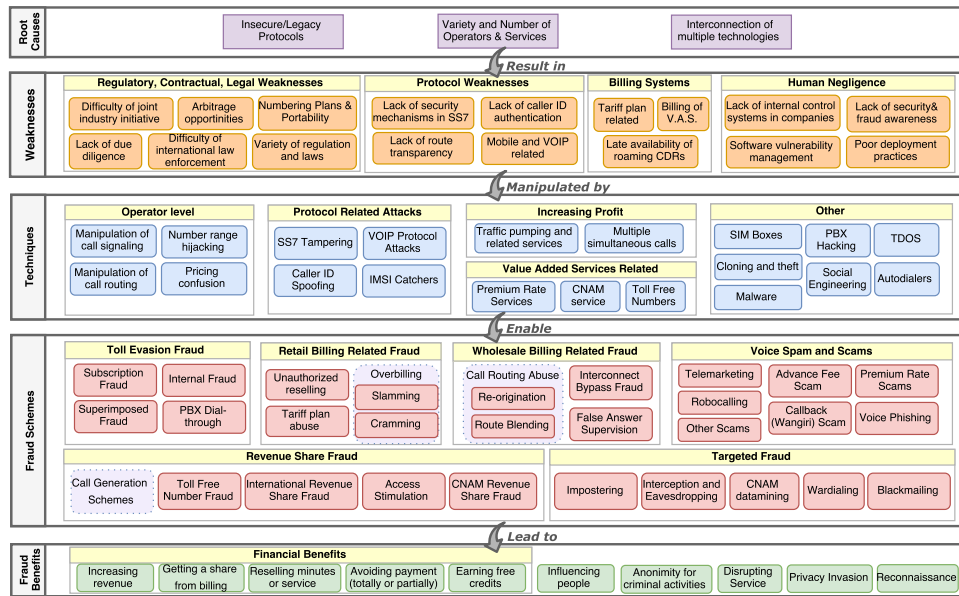 Root
Causes
Insecure/Legacy
Protocols
Variety and Number of
Operators & Services
Interconnection of
multiple technologies
Result in
Weaknesses
Regulatory, Contractual, Legal Weaknesses
Difficulty of joint
industry initiative
Arbitrage
opportinities
Numbering Plans &
Portability
Lack of due
diligence
Difficulty of
international law
enforcement
Variety of regulation
and laws
Protocol Weaknesses
Lack of security
mechanisms in SS7
Lack of caller ID
authentication
Lack of route
transparency
Mobile and VOIP
related
Billing Systems
Tariff plan
related
Billing of
V.A.S.
Late availability of
roaming CDRs
Human Negligence
Lack of internal control
systems in companies
Lack of security&
fraud awareness
Software vulnerability
management
Poor deployment
practices
Manipulated by
Techniques
Operator level
Manipulation of
call signaling
Number range
hijacking
Manipulation of
call routing
Pricing
confusion
Protocol Related Attacks
SS7 Tampering
VOIP Protocol
Attacks
Caller ID
Spoofing
IMSI Catchers
Increasing Profit
Traffic pumping and
related services
Multiple
simultaneous calls
Value Added Services Related
Premium Rate
Services
CNAM
service
Toll Free
Numbers
Other
SIM Boxes
PBX
Hacking
TDOS
Cloning and theft
Social
Engineering
Autodialers
Malware
Enable
Fraud Schemes
Toll Evasion Fraud
Subscription
Fraud
Internal Fraud
Superimposed
Fraud
PBX Dial-
through
Retail Billing Related Fraud
Unauthorized
reselling
Tariff plan
abuse
Overbilling
Slamming
Cramming
Wholesale Billing Related Fraud
Call Routing Abuse
Re-origination
Route Blending
Interconnect
Bypass Fraud
False Answer
Supervision
Voice Spam and Scams
Telemarketing
Robocalling
Other Scams
Advance Fee
Scam
Callback
(Wangiri) Scam
Premium Rate
Scams
Voice Phishing
Revenue Share Fraud
Call Generation
Schemes
Toll Free
Number Fraud
International Revenue
Share Fraud
Access
Stimulation
CNAM Revenue
Share Fraud
Targeted Fraud
Impostering
Interception and
Eavesdropping
CNAM
datamining
Wardialing
Blackmailing
Lead to
Fraud
Benefits
Financial Benefits
Increasing
revenue
Getting a share
from billing
Reselling minutes
or service
Avoiding payment
(totally or partially)
Earning free
credits
Influencing
people
Anonimity for
criminal activities
Disrupting
Service
Privacy Invasion
Reconnaissance